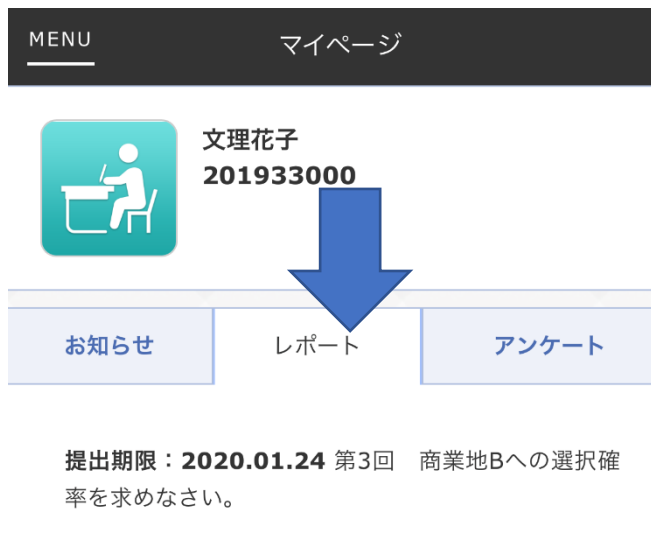 MENU
マイページ
文理花子
201933000
お知らせ
レポート
アンケート
提出期限：2020.01.24 第3回　商業地Bへの選択確
率を求めなさい。